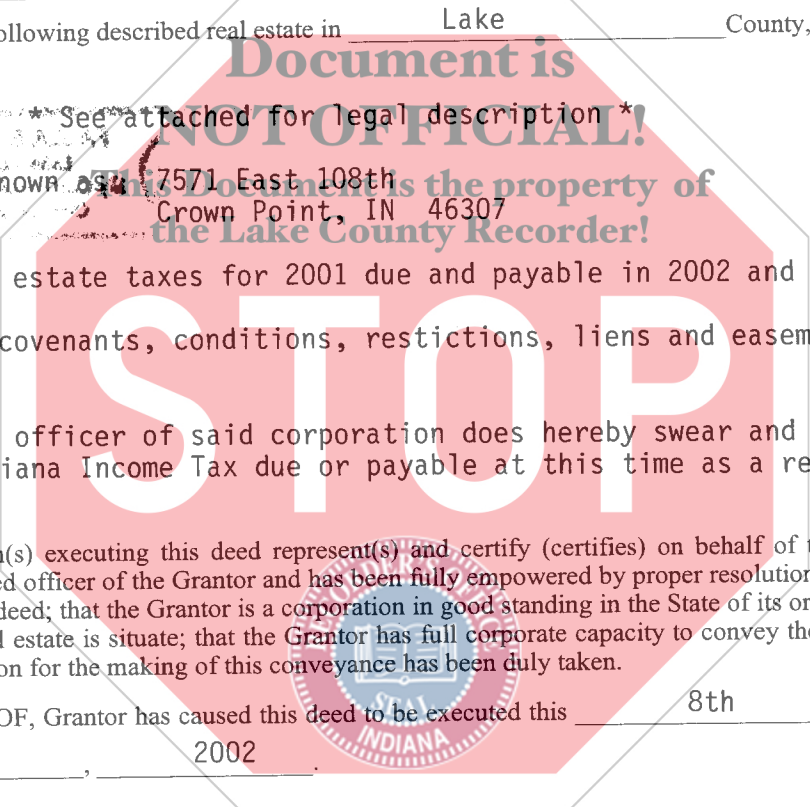 ollowing described real estate in Lake County,
Document is
* See attached for legal description *
NOT OFFICIAL!
nown as 7571 East 108th
This Document is the property of
Crown Point, IN 46307
the Lake County Recorder!
estate taxes for 2001 due and payable in 2002 and
covenants, conditions, restictions, liens and easem
STOP
officer of said corporation does hereby swear and
iana Income Tax due or payable at this time as a re
n(s) executing this deed represent(s) and certify (certifies) on behalf of t
ed officer of the Grantor and has been fully empowered by proper resolution
deed; that the Grantor is a corporation in good standing in the State of its or
l estate is situate; that the Grantor has full corporate capacity to convey the
on for the making of this conveyance has been duly taken.
RECORDER'S OFFICE
SEAL
INDIANA
OF, Grantor has caused this deed to be executed this 8th
, 2002 .